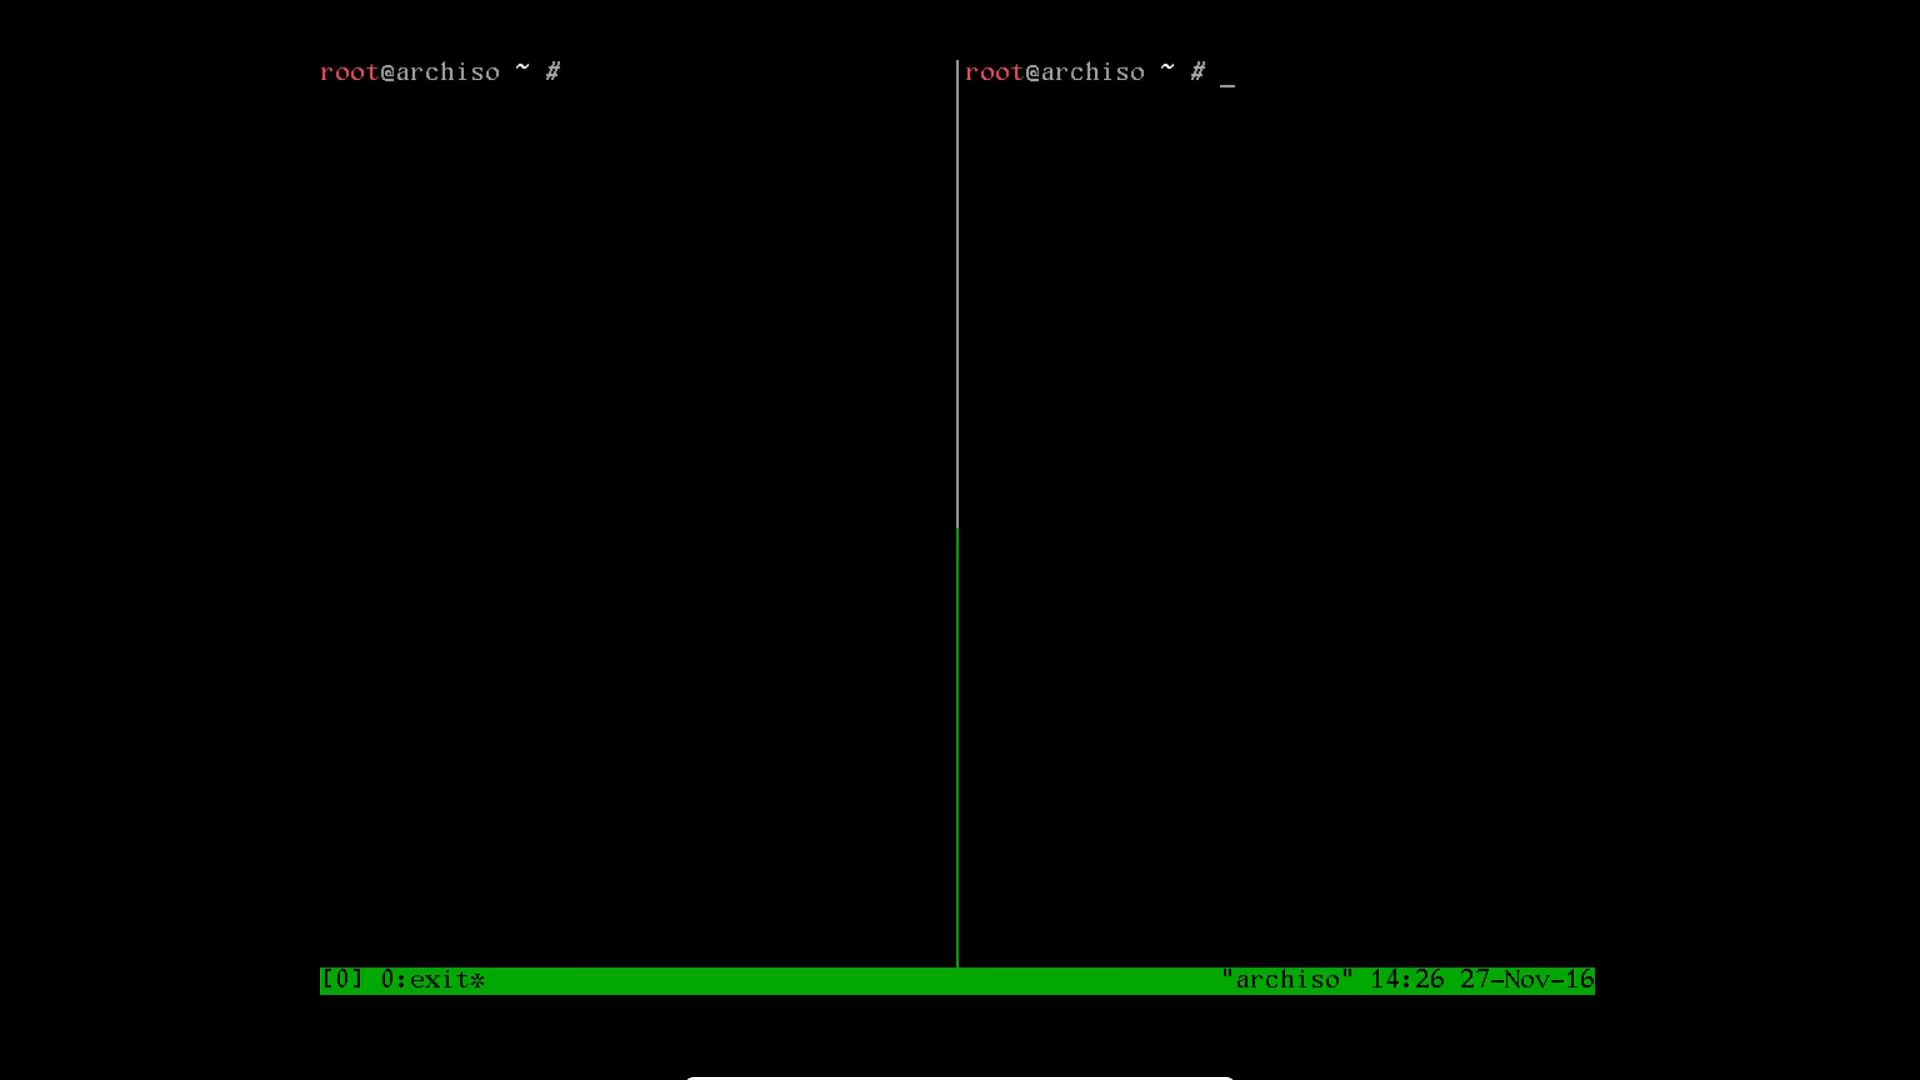 root@archiso ~ #
root@archiso ~ # _
[0] 0:exit* "archiso" 14:26 27-Nov-16